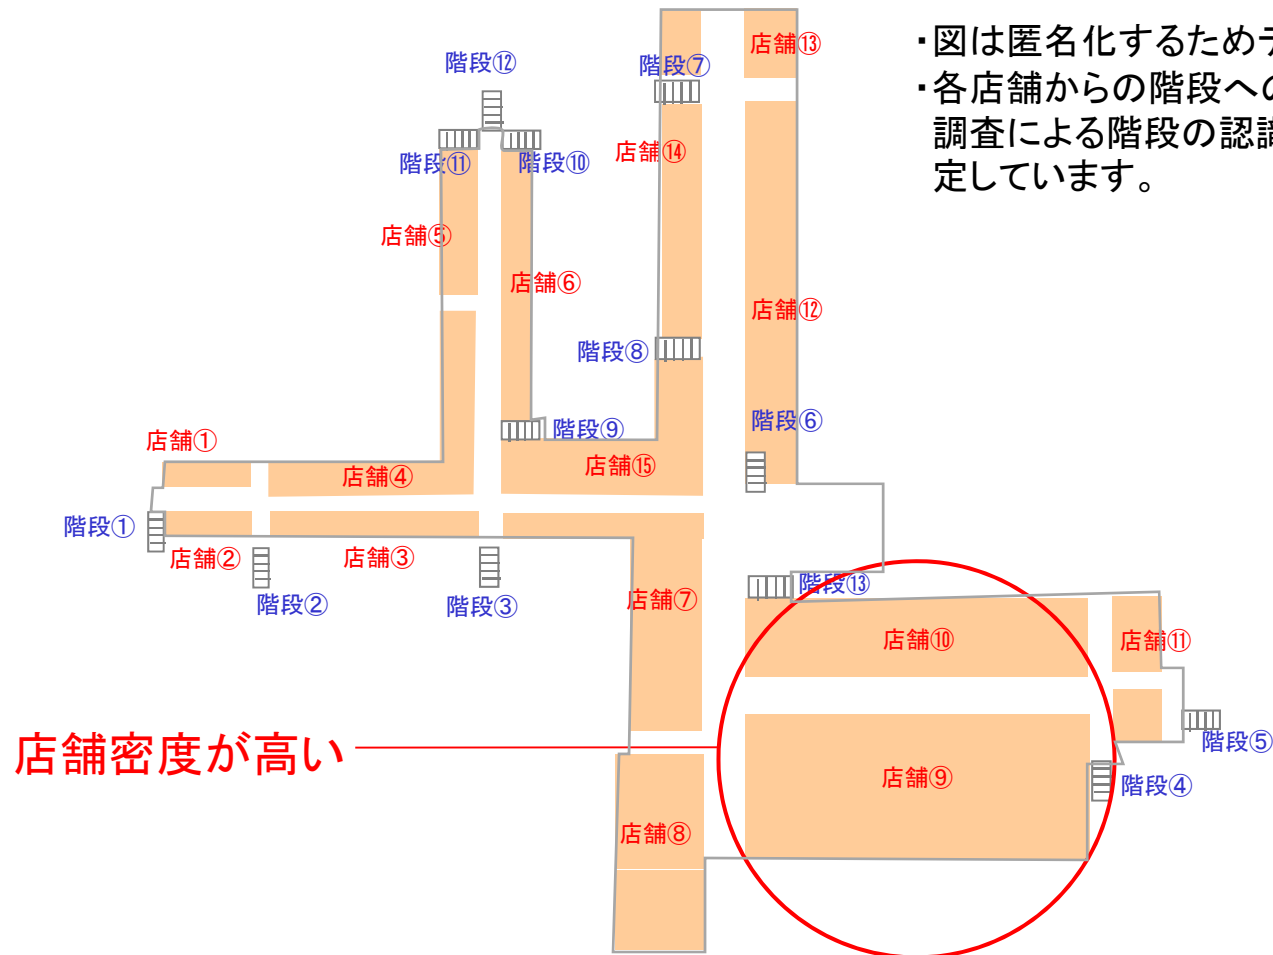 ・図は匿名化するためデ
・各店舗からの階段への
調査による階段の認識
定しています。
階段⑫
階段⑦
店舗⑬
階段⑪
階段⑩
店舗⑭
店舗⑤
店舗⑥
店舗⑫
階段⑧
階段⑥
階段⑨
店舗①
店舗④
店舗⑮
階段①
店舗②
店舗③
階段②
階段③
店舗⑦
階段⑬
店舗⑩
店舗⑪
店舗密度が高い
階段⑤
店舗⑨
階段④
店舗⑧